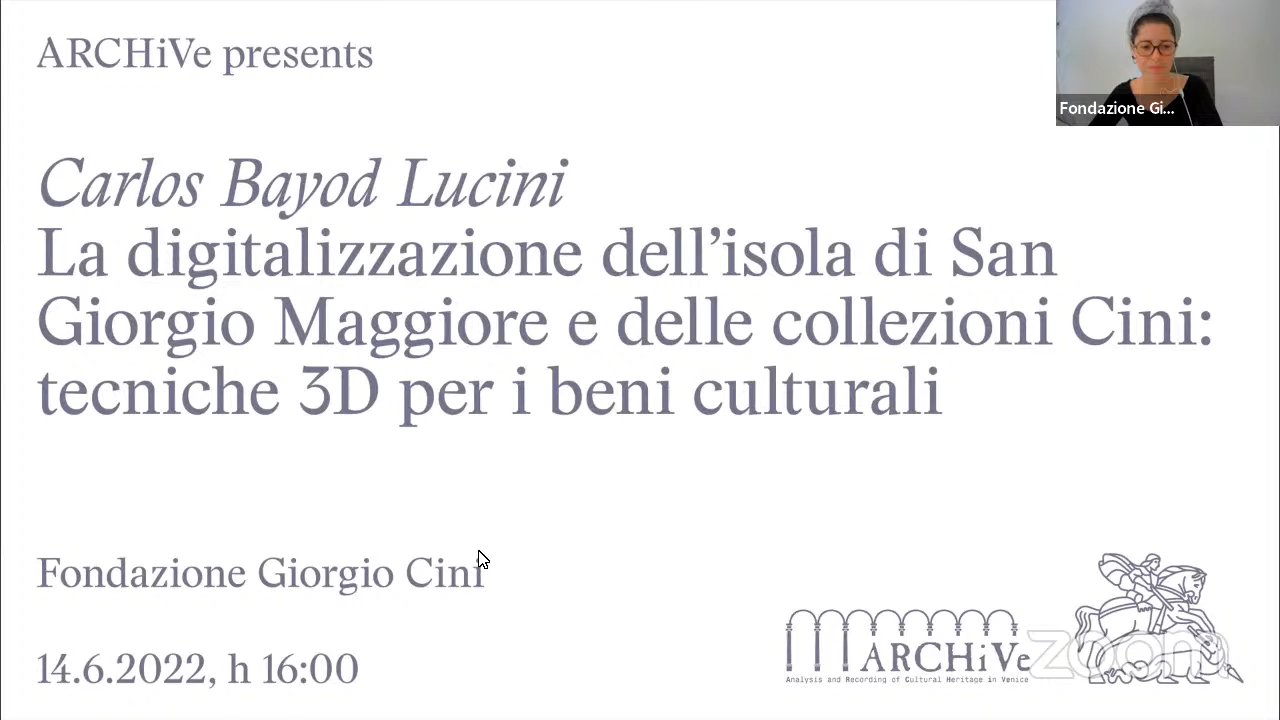 ARCHiVe presents
Fondazione Gi...
Carlos Bayod Lucini
La digitalizzazione dell’isola di San
Giorgio Maggiore e delle collezioni Cini:
tecniche 3D per i beni culturali
Fondazione Giorgio Cini
14.6.2022, h 16:00
ARCHiVe
Analysis and Recording of Cultural Heritage in Venice
zoom